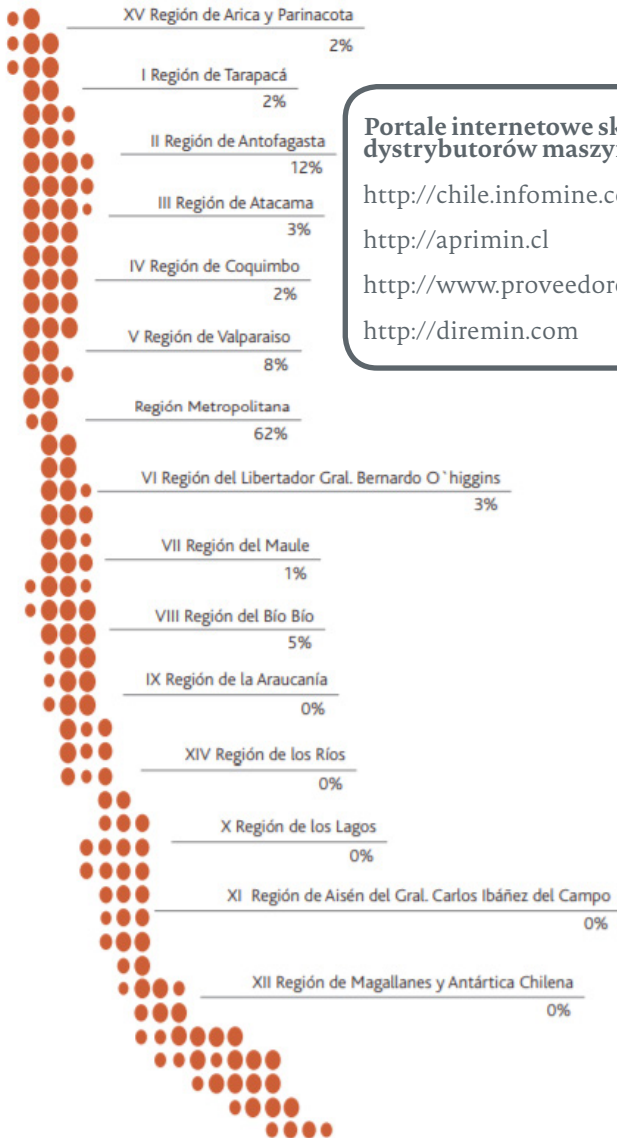 XV Región de Arica y Parinacota
2%
I Región de Tarapacá
2%
II Región de Antofagasta
12%
III Región de Atacama
3%
IV Región de Coquimbo
2%
V Región de Valparaiso
8%
Región Metropolitana
62%
VI Región del Libertador Gral. Bernardo O`higgins
3%
VII Región del Maule
1%
VIII Región del Bío Bío
5%
IX Región de la Araucanía
0%
XIV Región de los Ríos
0%
X Región de los Lagos
0%
XI Región de Aisén del Gral. Carlos Ibáñez del Campo
0%
XII Región de Magallanes y Antártica Chilena
0%
Portale internetowe
dystrybutorów
http://chile.infomine.c
http://aprimin.cl
http://www.proveedor
http://diremin.com